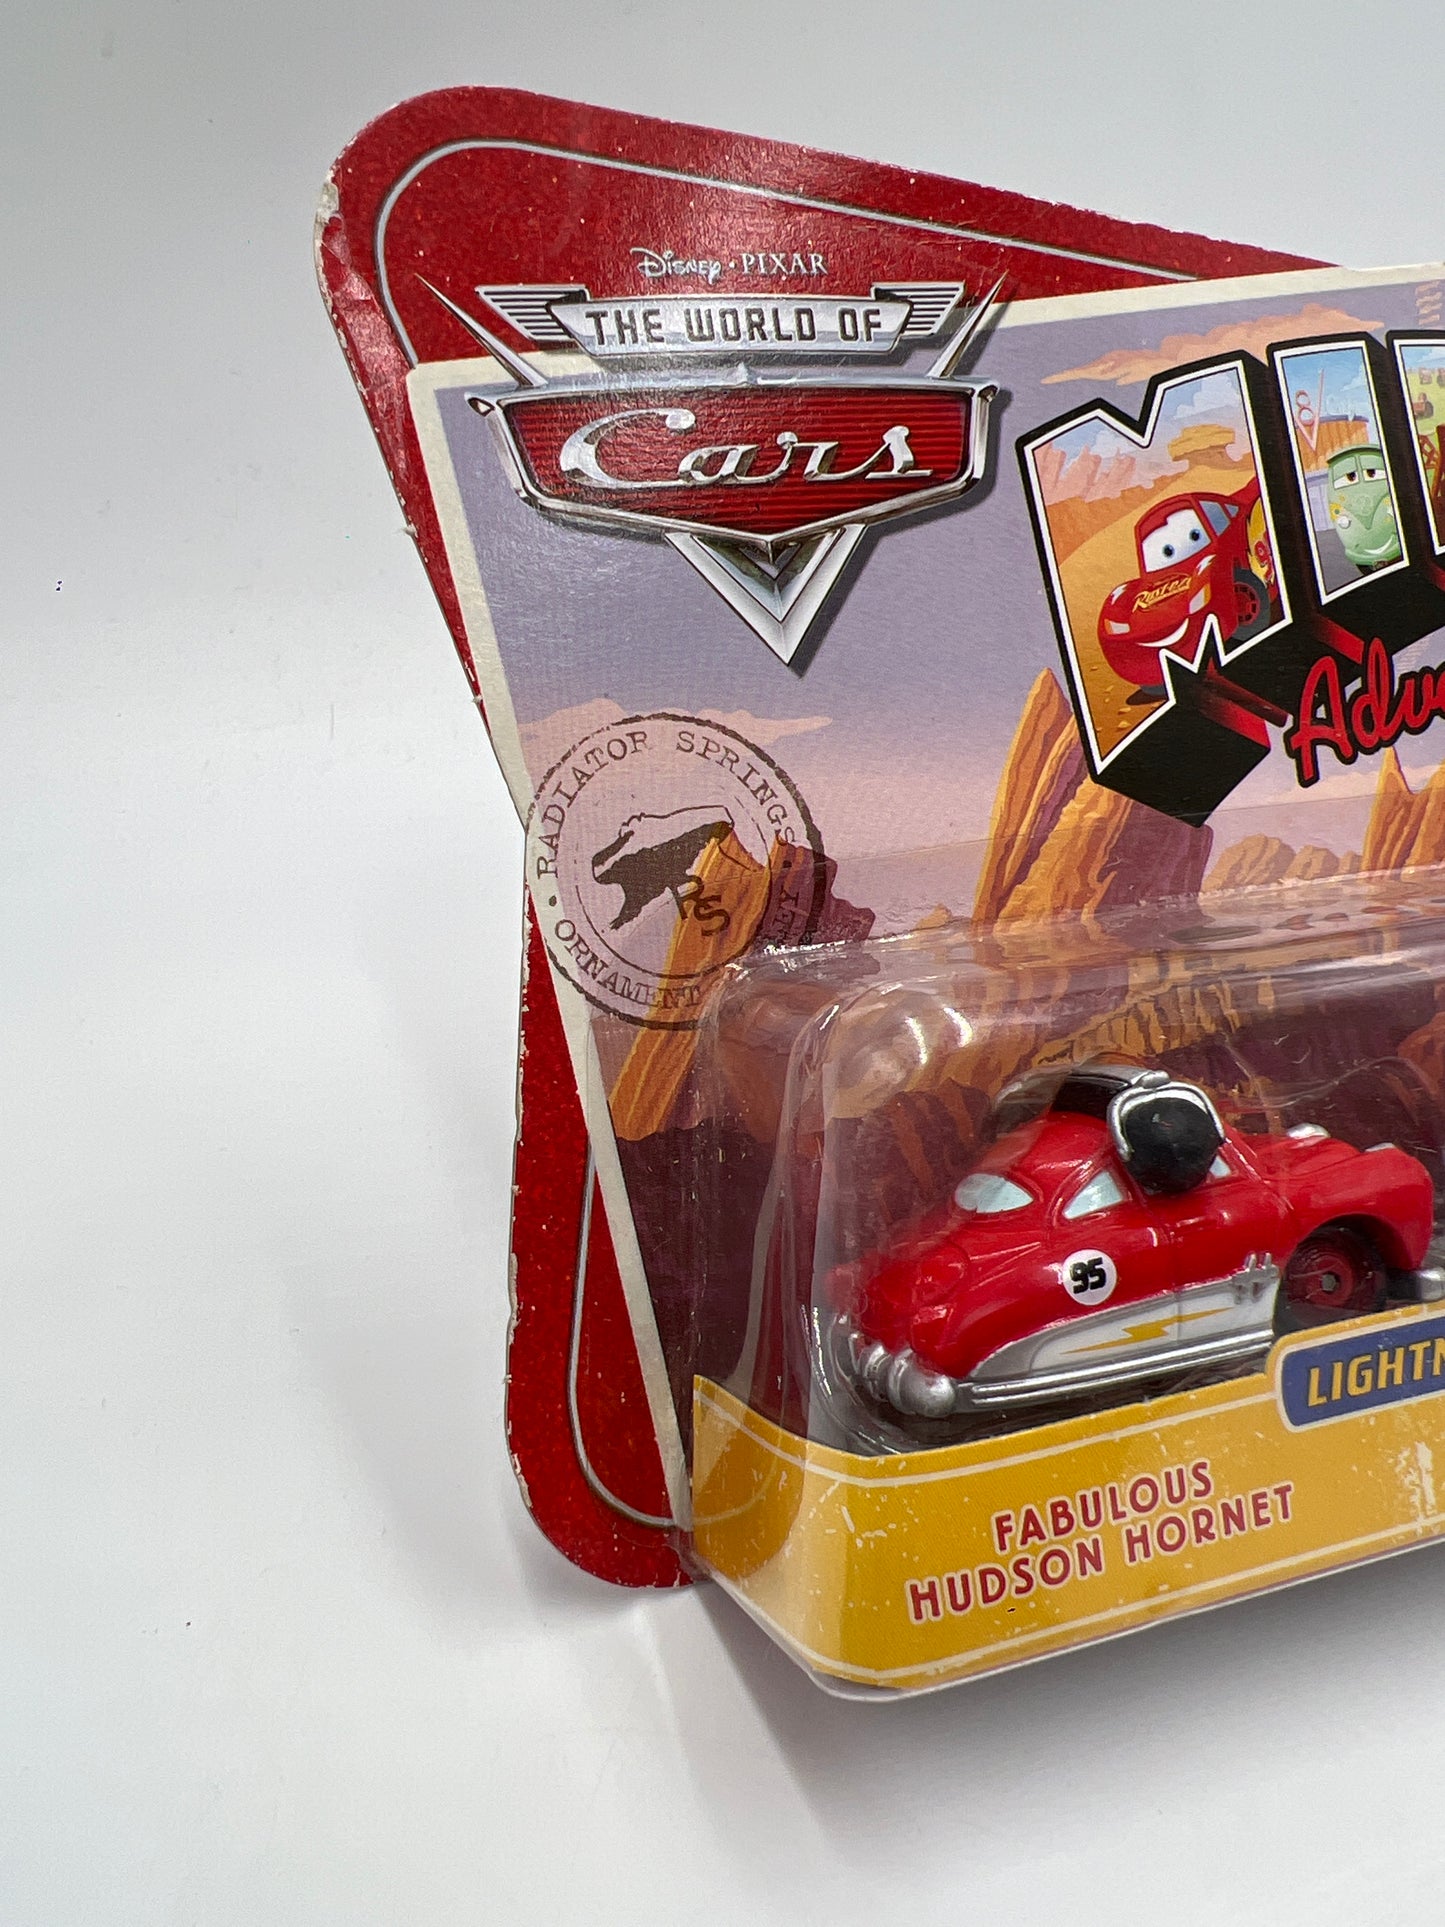 Disney · PIXAR
THE WORLD OF
Cars
RADIATOR SPRINGS
RS
ORNAMENT
95
FABULOUS
HUDSON HORNET